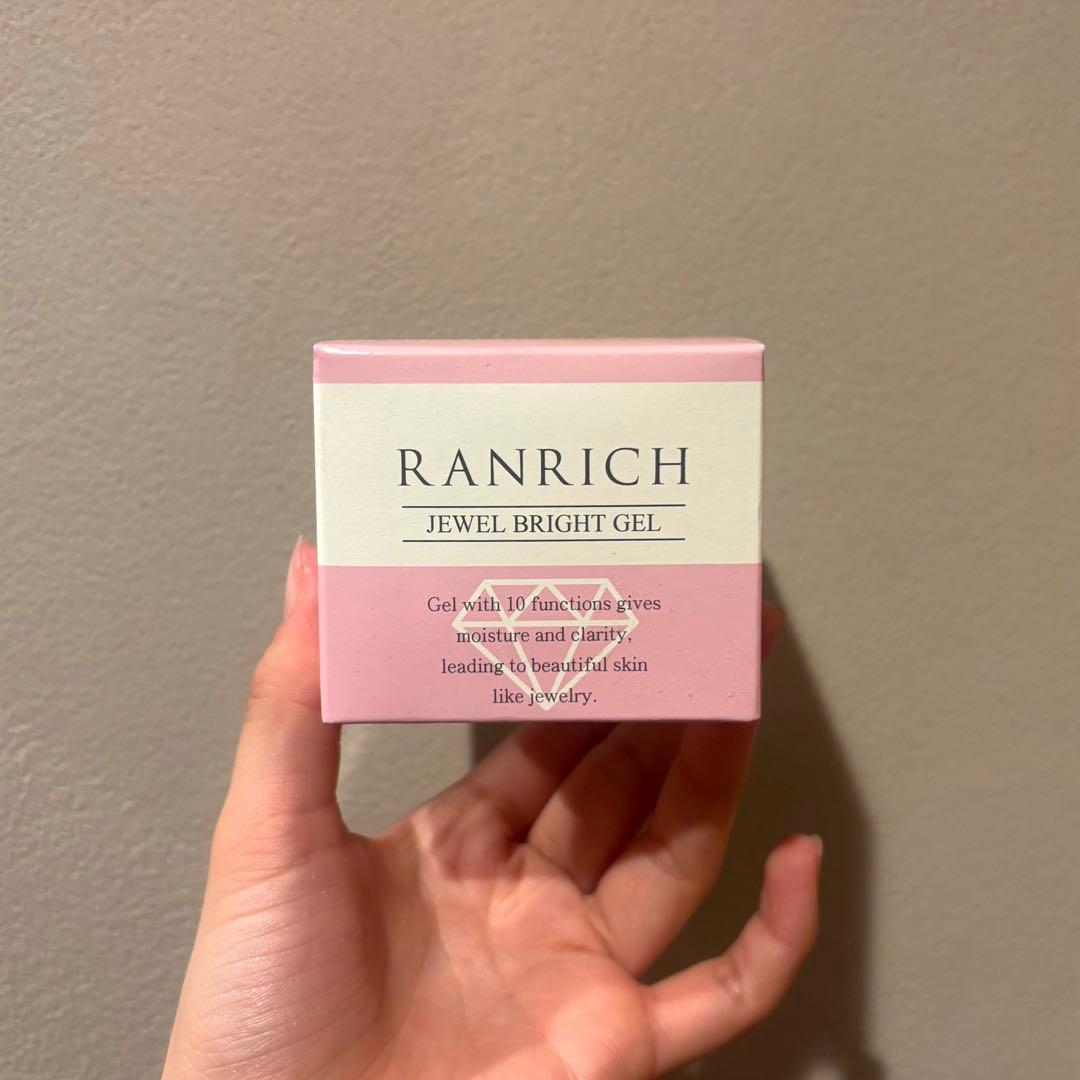 RANRICH
JEWEL BRIGHT GEL
Gel with 10 functions gives
moisture and clarity,
leading to beautiful skin
like jewelry.